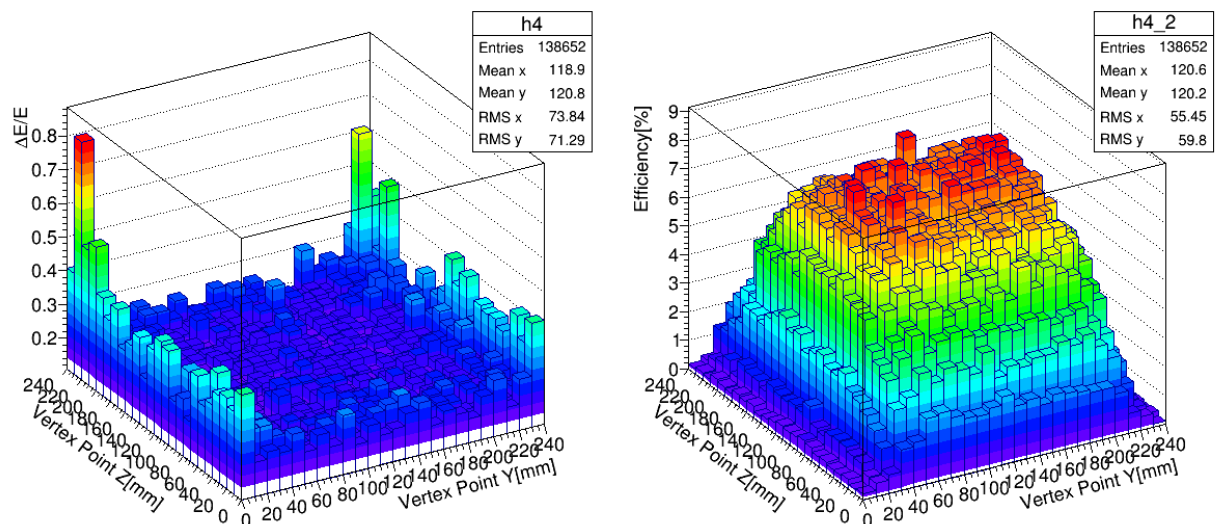 h4
Entries 138652
Mean x 118.9
Mean y 120.8
RMS x 73.84
RMS y 71.29
ΔE/E
0.8
0.7
0.6
0.5
0.4
0.3
0.2
240
220
200
180
160
140
120
100
80
60
40
20
0
Vertex Point Z[mm]
0 20 40 60 80 100 120 140 160 180 200 220 240
Vertex Point Y[mm]
h4_2
Entries 138652
Mean x 120.6
Mean y 120.2
RMS x 55.45
RMS y 59.8
Efficiency[%]
9
8
7
6
5
4
3
2
1
0
240
220
200
180
160
140
120
100
80
60
40
20
0
Vertex Point Z[mm]
0 20 40 60 80 100 120 140 160 180 200 220 240
Vertex Point Y[mm]